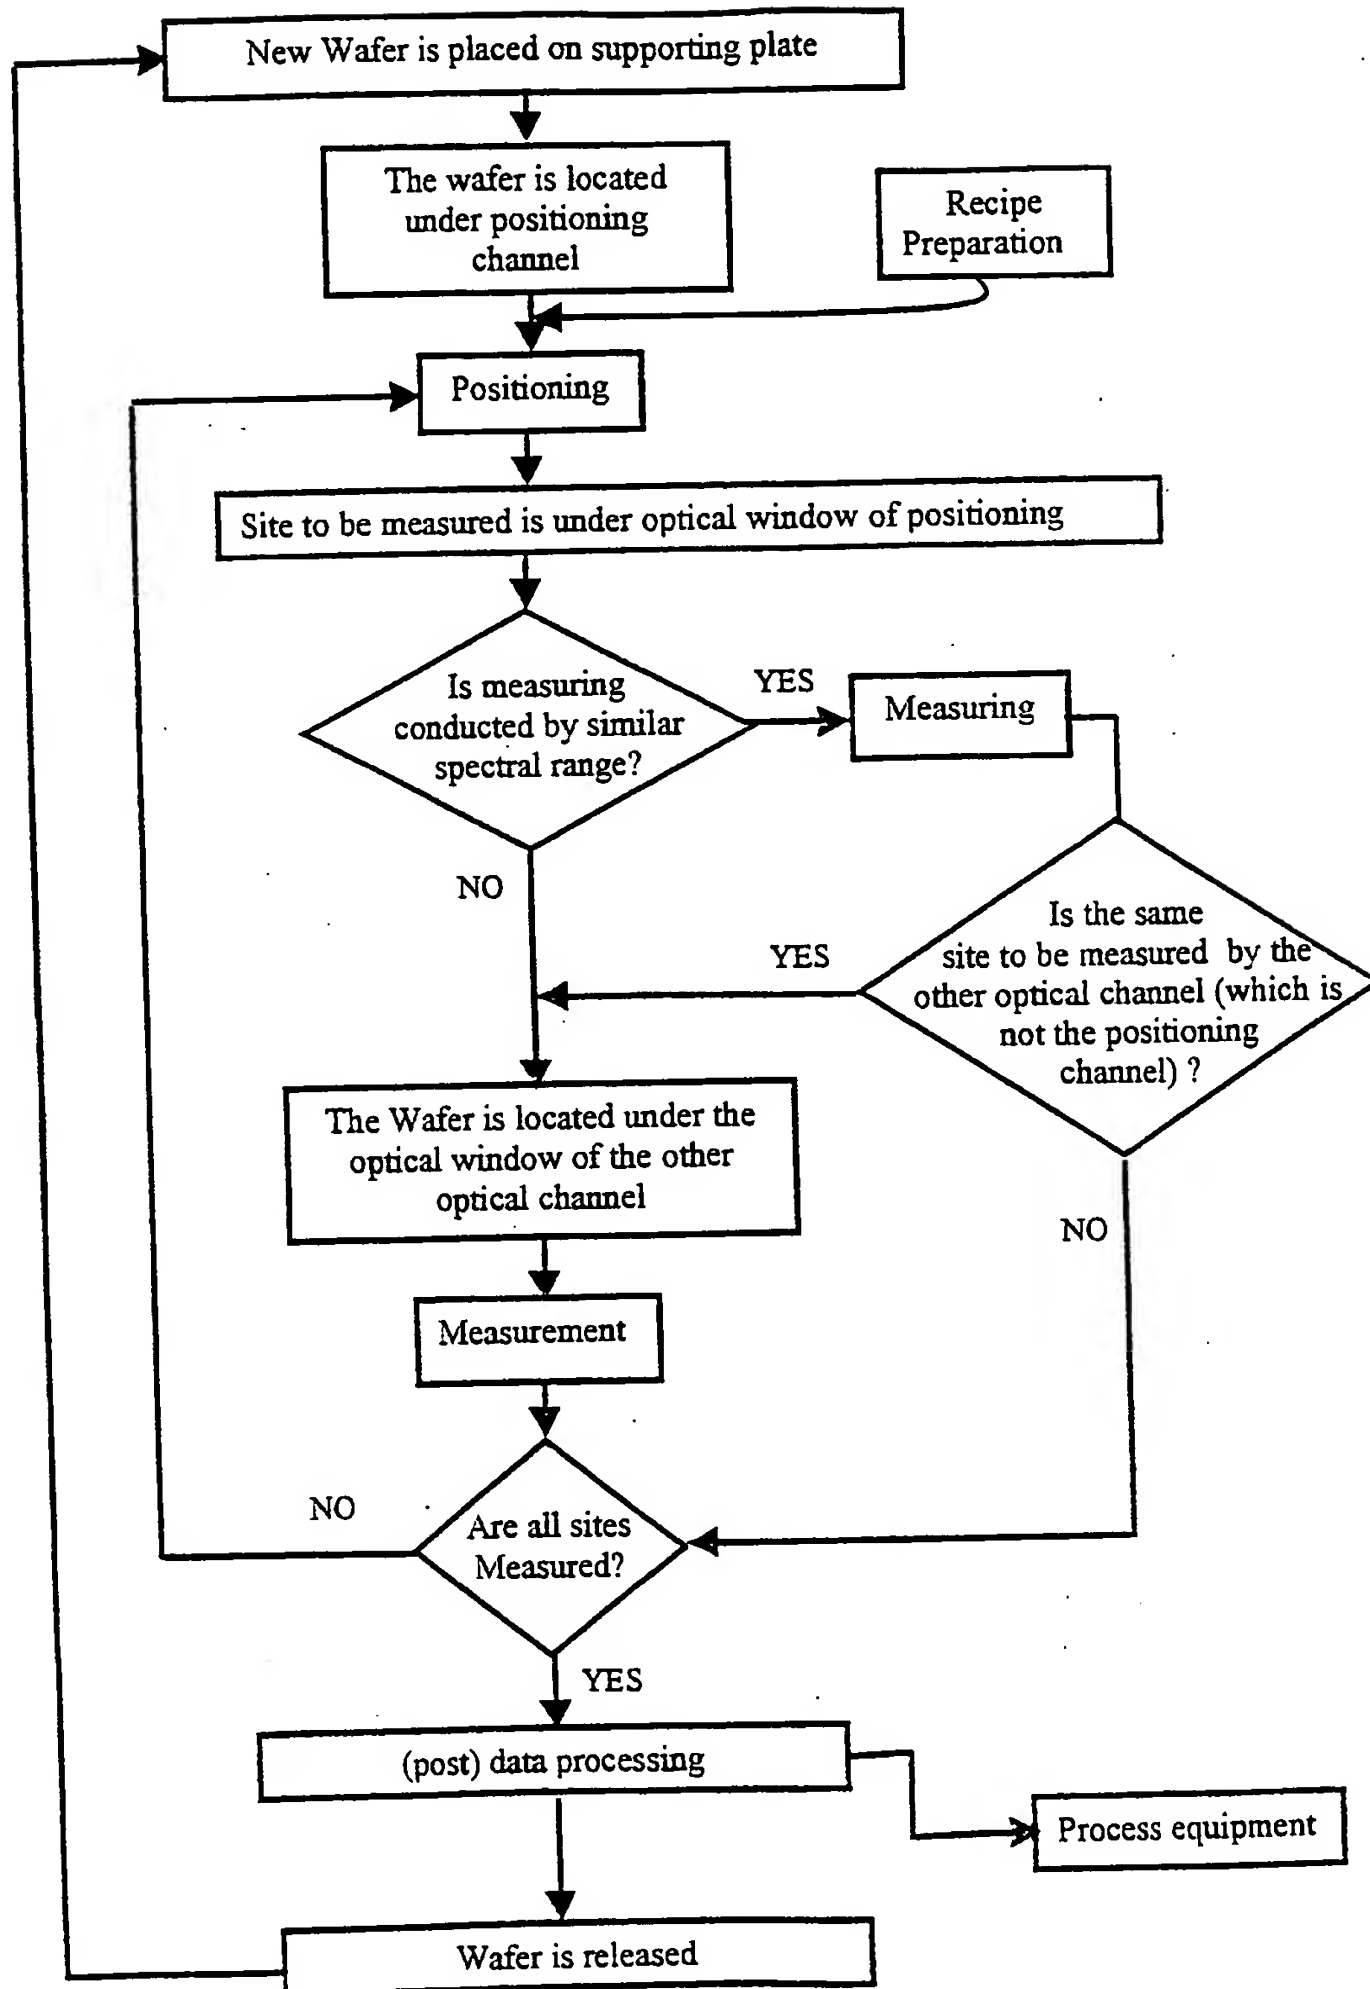 New Wafer is placed on supporting plate
The wafer is located
under positioning
channel
Recipe
Preparation
Positioning
Site to be measured is under optical window of positioning
Is measuring
conducted by similar
spectral range?
YES
Measuring
NO
Is the same
site to be measured by the
other optical channel (which is
not the positioning
channel) ?
YES
The Wafer is located under the
optical window of the other
optical channel
NO
Measurement
NO
Are all sites
Measured?
YES
(post) data processing
Process equipment
Wafer is released